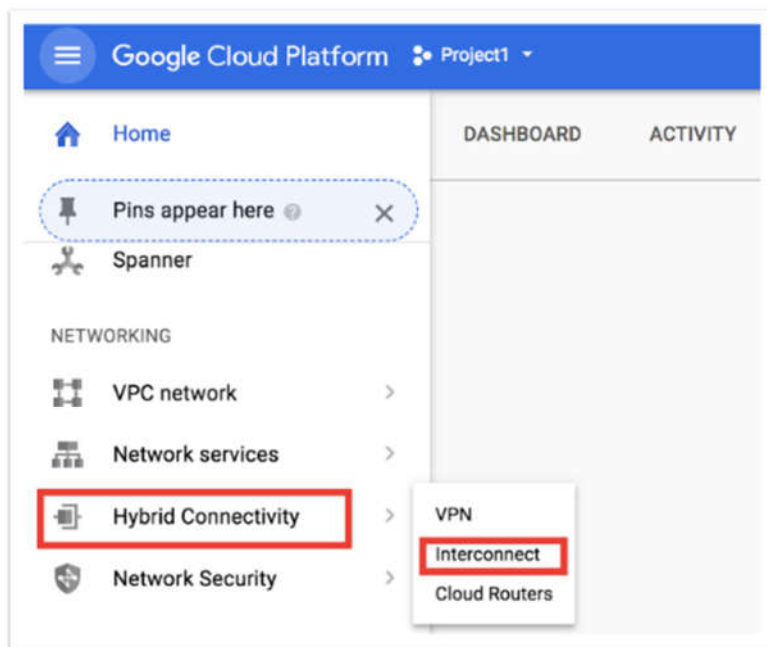 Google Cloud Platform Project1
Home DASHBOARD ACTIVITY
Pins appear here
Spanner
NETWORKING
VPC network
Network services
Hybrid Connectivity
Network Security
VPN
Interconnect
Cloud Routers